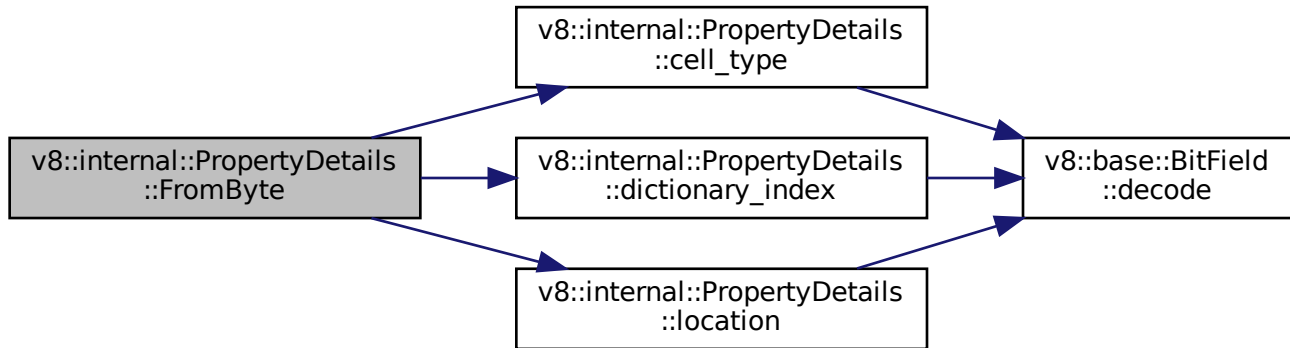 v8::internal::PropertyDetails
::FromByte
v8::internal::PropertyDetails
::cell_type
v8::internal::PropertyDetails
::dictionary_index
v8::internal::PropertyDetails
::location
v8::base::BitField
::decode